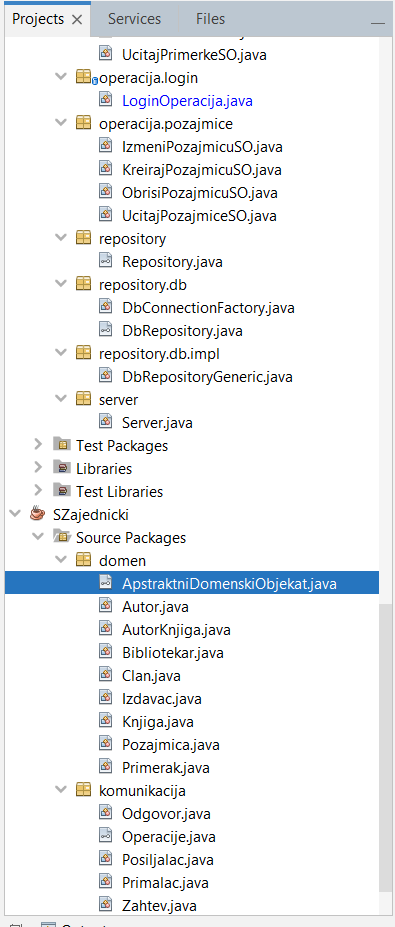 Projects
Services
Files
UcitajPrimerkeSO.java
operacija.login
LoginOperacija.java
operacija.pozajmice
IzmeniPozajmicuSO.java
KreirajPozajmicuSO.java
ObrisiPozajmicuSO.java
UcitajPozajmiceSO.java
repository
Repository.java
repository.db
DbConnectionFactory.java
DbRepository.java
repository.db.impl
DbRepositoryGeneric.java
server
Server.java
Test Packages
Libraries
Test Libraries
SZajednicki
Source Packages
domen
ApstraktniDomenskiObjekat.java
Autor.java
AutorKnjiga.java
Bibliotekar.java
Clan.java
Izdavac.java
Knjiga.java
Pozajmica.java
Primerak.java
komunikacija
Odgovor.java
Operacije.java
Posiljalac.java
Primalac.java
Zahtev.java